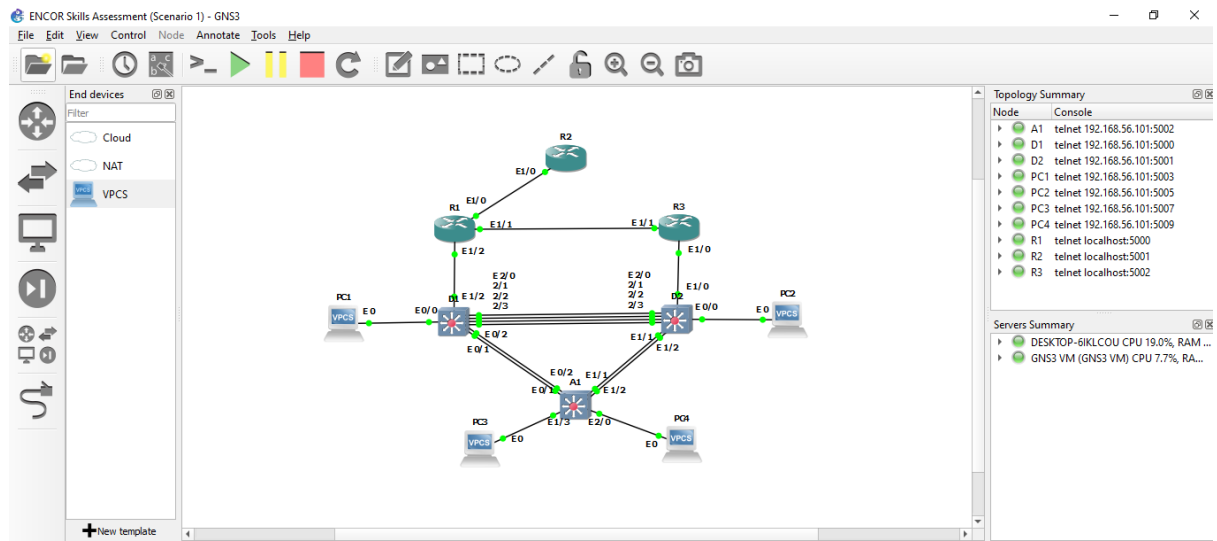 ENCOR Skills Assessment (Scenario 1) - GNS3
File Edit View Control Node Annotate Tools Help
End devices
Filter
Cloud
NAT
VPCS
VPCS
New template
R2
E1/0
R1
E1/0
E1/1
E1/1
R3
E1/2
E1/0
E2/0
2/1
2/2
2/3
E2/0
2/1
2/2
2/3
PC1
E0
VPCS
E0/0
D1
E1/2
D2
E1/0
E0/0
E0
PC2
VPCS
E0/2
E0/1
E1/1
E1/2
E0/2
E1/1
A1
E0/1
E1/2
E1/3
E2/0
PC3
VPCS
E0
PC4
E0
VPCS
Topology Summary
Node Console
A1 telnet 192.168.56.101:5002
D1 telnet 192.168.56.101:5000
D2 telnet 192.168.56.101:5001
PC1 telnet 192.168.56.101:5003
PC2 telnet 192.168.56.101:5005
PC3 telnet 192.168.56.101:5007
PC4 telnet 192.168.56.101:5009
R1 telnet localhost:5000
R2 telnet localhost:5001
R3 telnet localhost:5002
Servers Summary
DESKTOP-6IKLCOU CPU 19.0%, RAM ...
GNS3 VM (GNS3 VM) CPU 7.7%, RA...